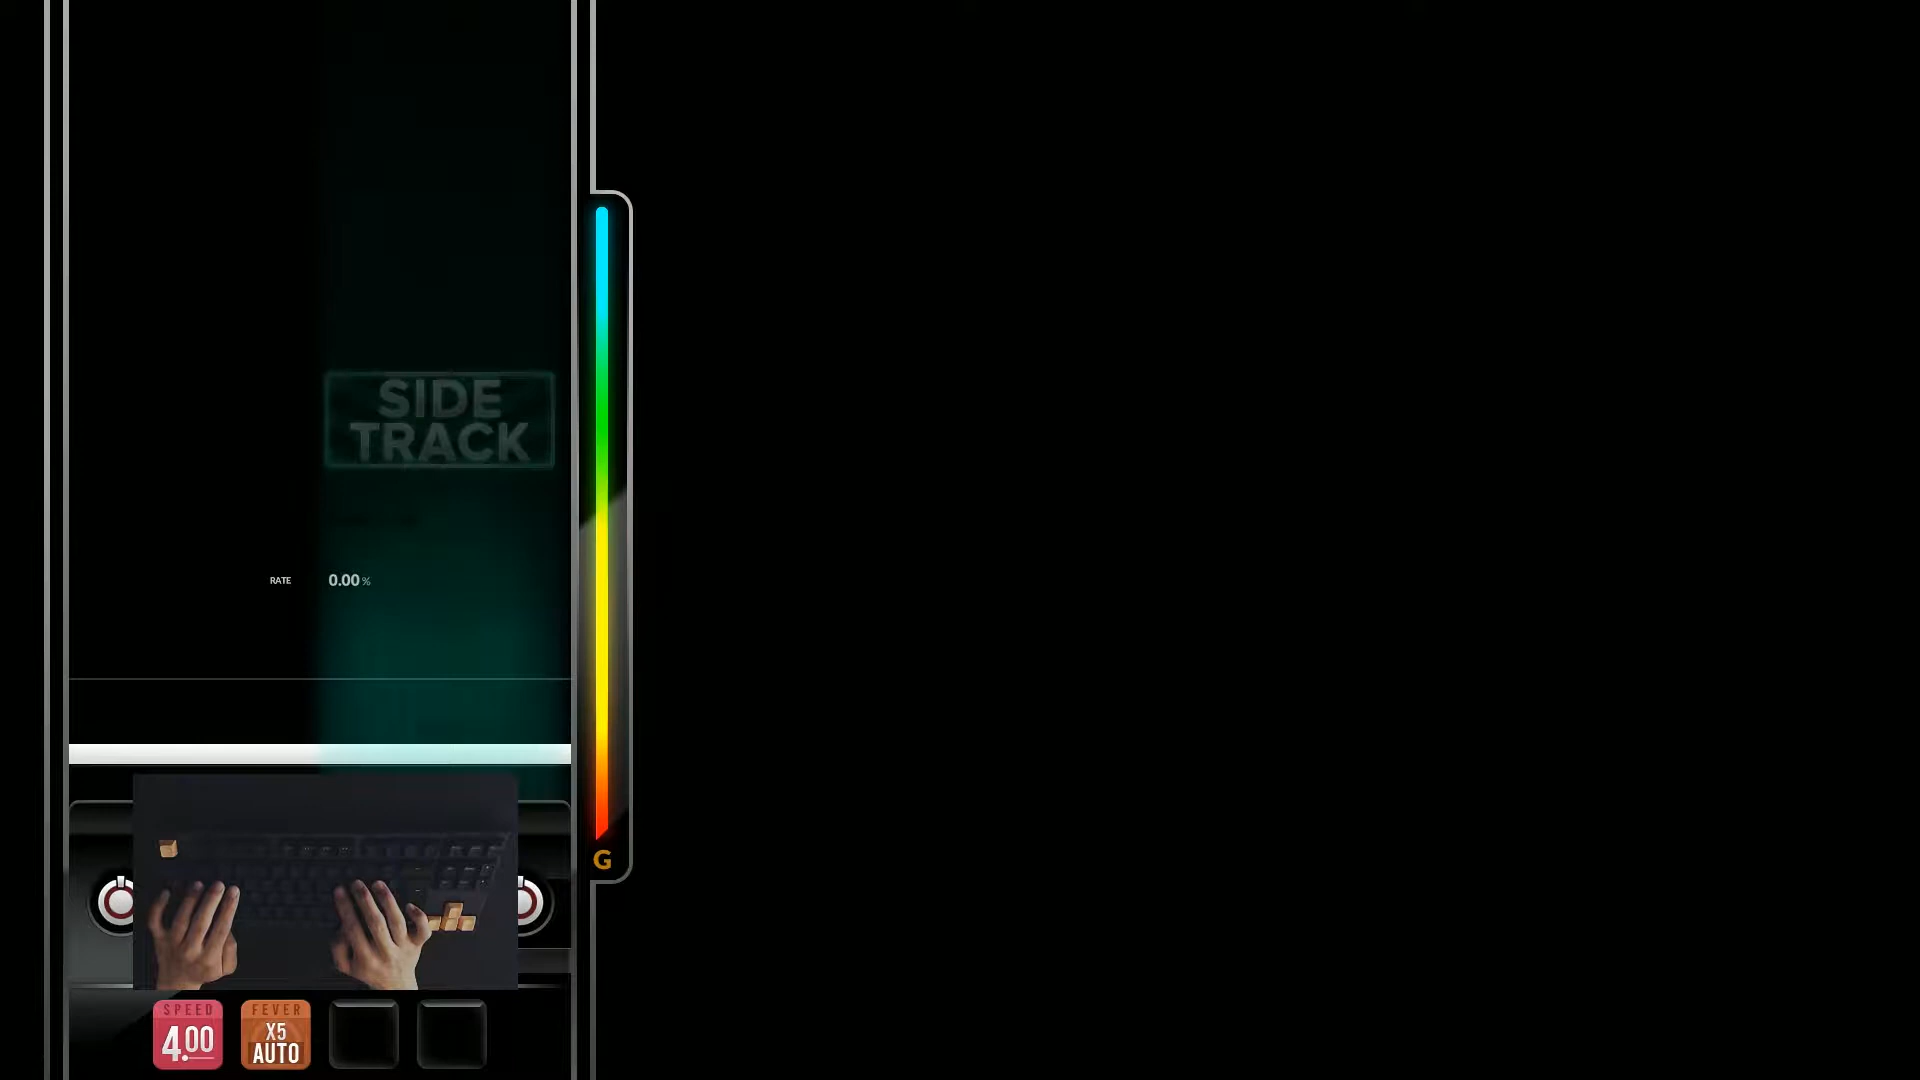 SIDE
TRACK
RATE 0.00 %
G
SPEED
4.00
FEVER
X5
AUTO